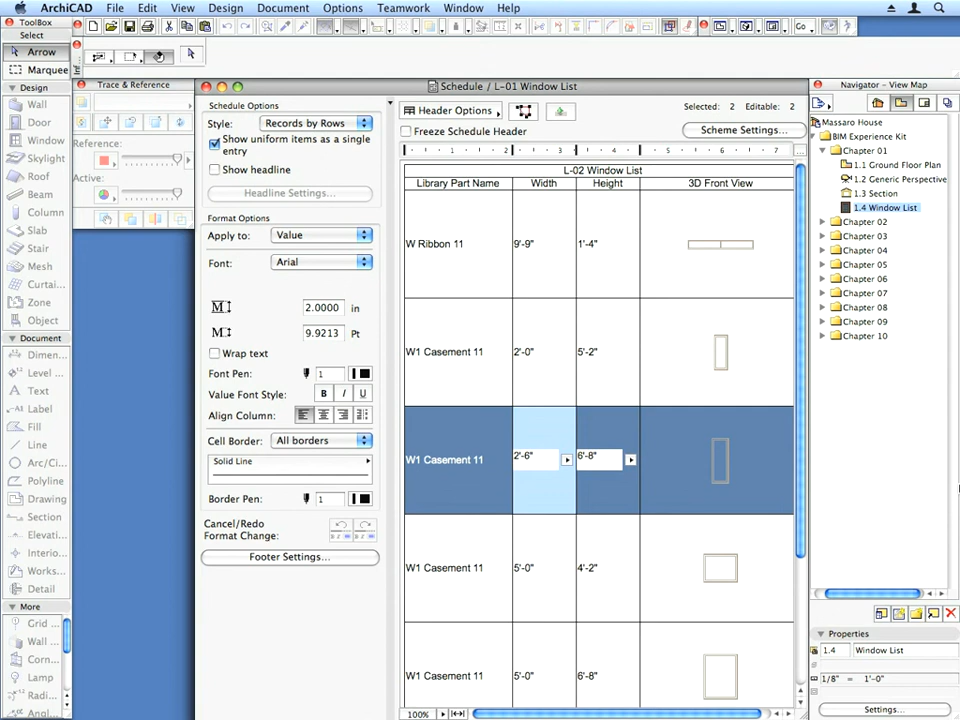 ArchiCAD File Edit View Design Document Options Teamwork Window Help
ToolBox
Select
Arrow
Marquee
Design
Wall
Door
Window
Skylight
Roof
Beam
Column
Slab
Stair
Mesh
Curtai...
Zone
Object
Document
Dimen...
Level ...
Text
Label
Fill
Line
Arc/Ci...
Polyline
Drawing
Section
Elevati...
Interio...
Works...
Detail
More
Grid ...
Wall ...
Corn...
Lamp
Radi...
Angl...
Go...
Trace & Reference
Reference:
Active:
Schedule / L-01 Window List
Schedule Options
Style: Records by Rows
Show uniform items as a single entry
Show headline
Headline Settings...
Format Options
Apply to: Value
Font: Arial
2.0000 in
9.9213 Pt
Wrap text
Font Pen: 1
Value Font Style: B I U
Align Column:
Cell Border: All borders
Solid Line
Border Pen: 1
Cancel/Redo
Format Change:
Footer Settings...
Header Options
Selected: 2 Editable: 2
Freeze Schedule Header
Scheme Settings...
1 2 3 4 5 6 7
L-02 Window List
Library Part Name Width Height 3D Front View
W Ribbon 11 9'-9" 1'-4"
W1 Casement 11 2'-0" 5'-2"
W1 Casement 11 2'-6" 6'-8"
W1 Casement 11 5'-0" 4'-2"
W1 Casement 11 5'-0" 6'-8"
100%
Navigator - View Map
Massaro House
BIM Experience Kit
Chapter 01
1.1 Ground Floor Plan
1.2 Generic Perspective
1.3 Section
1.4 Window List
Chapter 02
Chapter 03
Chapter 04
Chapter 05
Chapter 06
Chapter 07
Chapter 08
Chapter 09
Chapter 10
Properties
1.4 Window List
1/8" = 1'-0"
Settings...